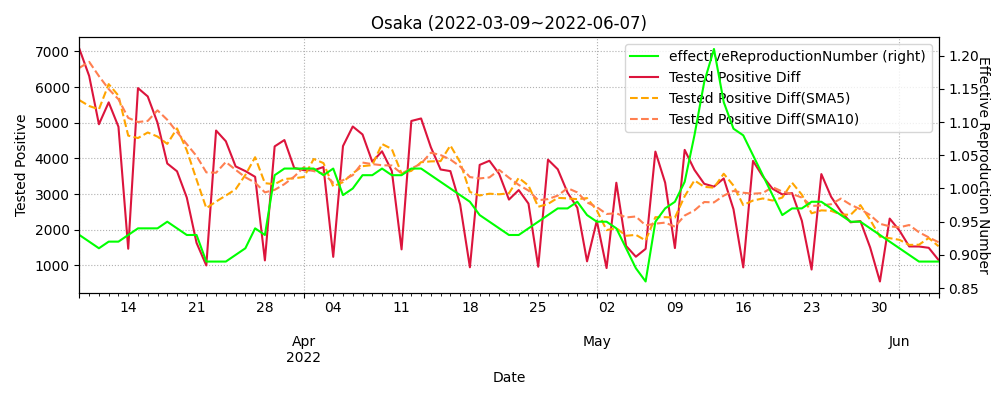 Osaka (2022-03-09~2022-06-07)
effectiveReproductionNumber (right)
Tested Positive Diff
Tested Positive Diff(SMA5)
Tested Positive Diff(SMA10)
Tested Positive
7000
6000
5000
4000
3000
2000
1000
Effective Reproduction Number
1.20
1.15
1.10
1.05
1.00
0.95
0.90
0.85
14 21 28 04 11 18 25 02 09 16 23 30
Apr May Jun
2022
Date